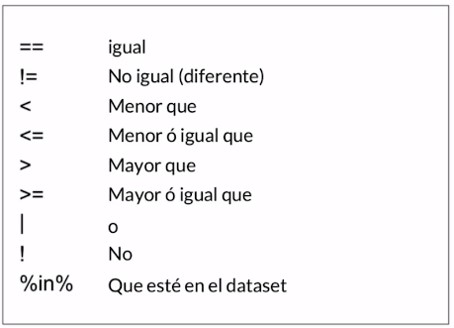 == igual
!= No igual (diferente)
< Menor que
<= Menor ó igual que
> Mayor que
>= Mayor ó igual que
| o
! No
%in% Que esté en el dataset